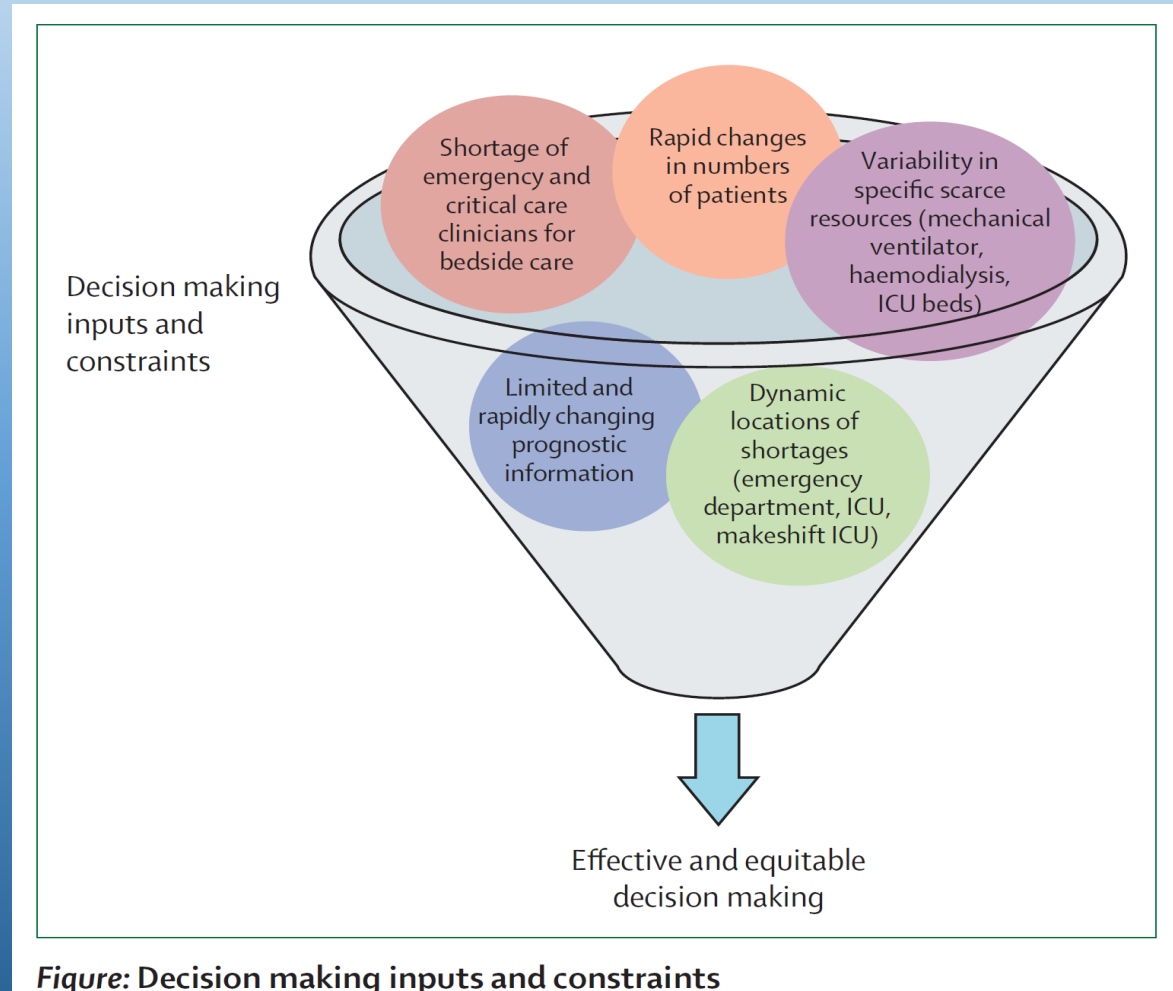 Shortage of
emergency and
critical care
clinicians for
bedside care
Rapid changes
in numbers
of patients
Variability in
specific scarce
resources (mechanical
ventilator,
haemodialysis,
ICU beds)
Decision making
inputs and
constraints
Limited and
rapidly changing
prognostic
information
Dynamic
locations of
shortages
(emergency
department, ICU,
makeshift ICU)
Effective and equitable
decision making
Figure: Decision making inputs and constraints